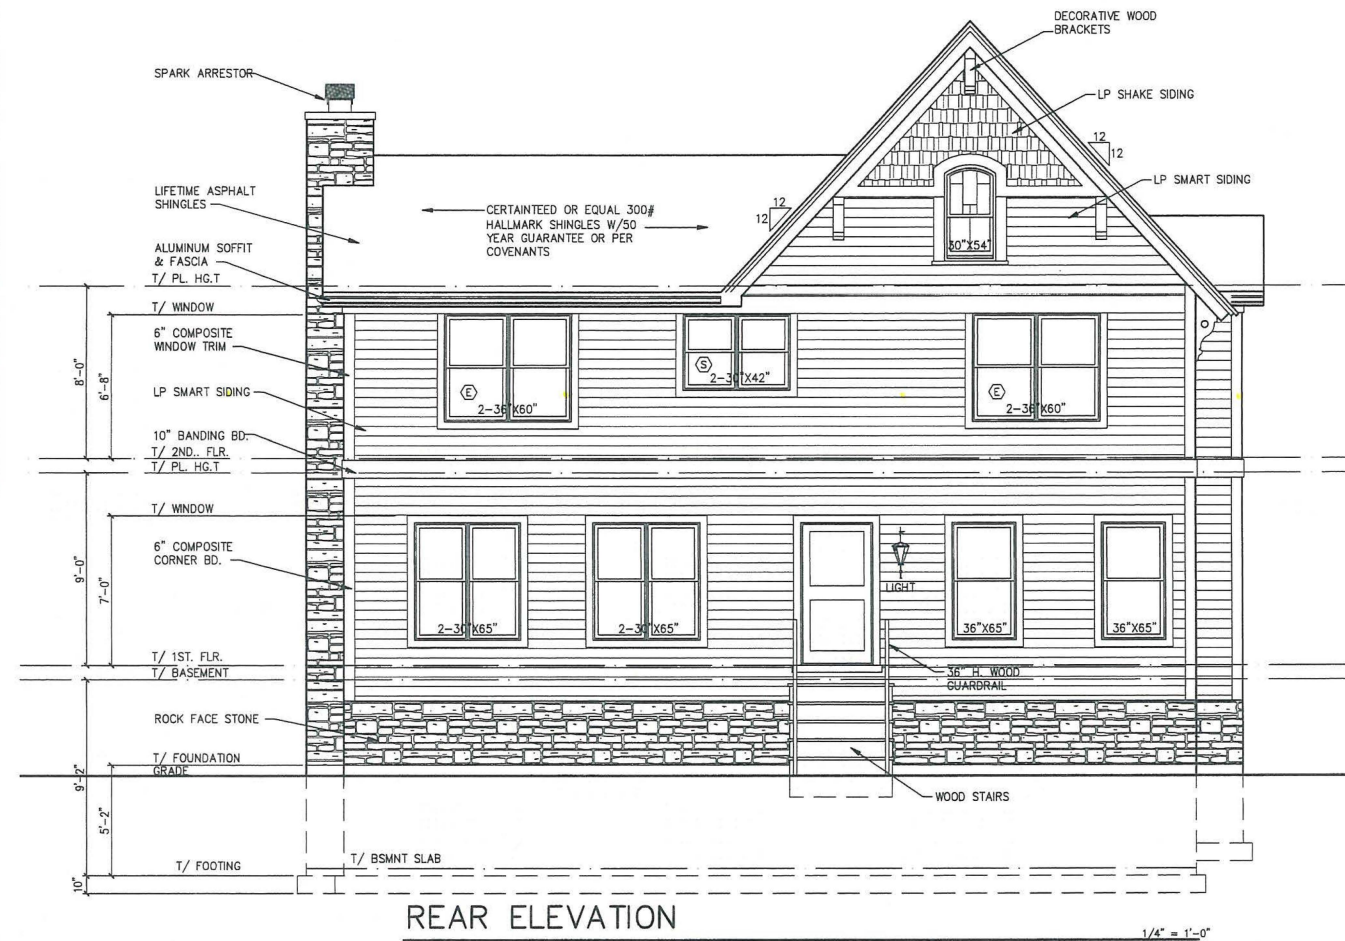 DECORATIVE WOOD
BRACKETS
SPARK ARRESTOR
LP SHAKE SIDING
12
12
LP SMART SIDING
LIFETIME ASPHALT
SHINGLES
CERTAINTEED OR EQUAL 300#
HALLMARK SHINGLES W/50
YEAR GUARANTEE OR PER
COVENANTS
12
12
30"X54"
ALUMINUM SOFFIT
& FASCIA
T/ PL. HG.T
T/ WINDOW
6" COMPOSITE
WINDOW TRIM
8'-0"
6'-8"
E
2-36"X60"
S
2-30"X42"
E
2-36"X60"
LP SMART SIDING
10" BANDING BD.
T/ 2ND.. FLR.
T/ PL. HG.T
T/ WINDOW
6" COMPOSITE
CORNER BD.
9'-0"
7'-0"
LIGHT
2-30"X65"
2-30"X65"
36"X65"
36"X65"
T/ 1ST. FLR.
T/ BASEMENT
36" H. WOOD
GUARDRAIL
ROCK FACE STONE
T/ FOUNDATION
GRADE
9'-2"
5'-2"
WOOD STAIRS
T/ BSMNT SLAB
T/ FOOTING
10"
REAR ELEVATION
1/4" = 1'-0"